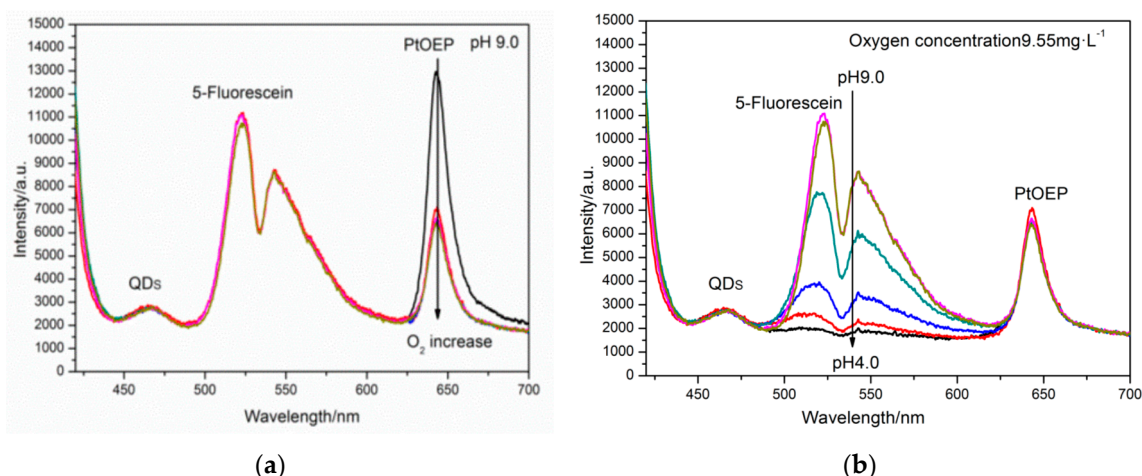 15000
14000
13000
12000
11000
10000
9000
8000
7000
6000
5000
4000
3000
2000
1000
0
Intensity/a.u.
PtOEP
pH 9.0
5-Fluorescein
QDs
O2 increase
450
500
550
600
650
700
Wavelength/nm
(a)
15000
14000
13000
12000
11000
10000
9000
8000
7000
6000
5000
4000
3000
2000
1000
0
Intensity/a.u.
Oxygen concentration9.55mg·L-1
pH9.0
5-Fluorescein
PtOEP
QDs
pH4.0
450
500
550
600
650
700
Wavelength/nm
(b)